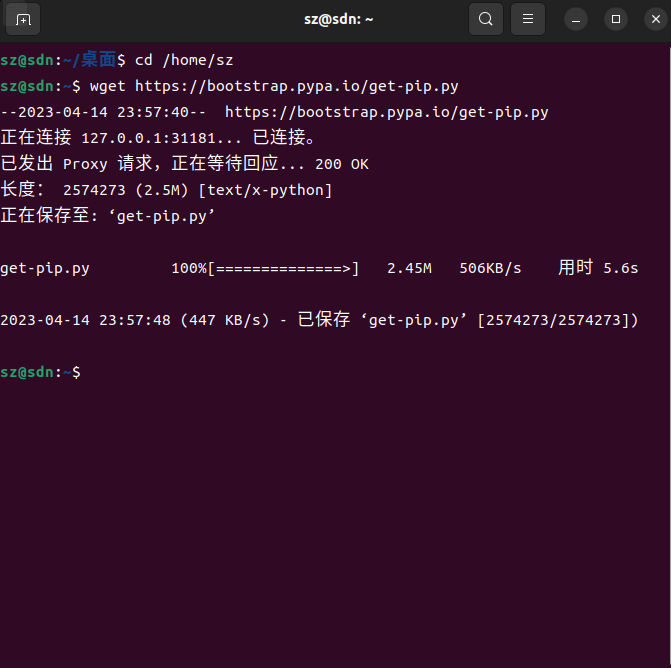 sz@sdn: ~
sz@sdn:~/桌面$ cd /home/sz
sz@sdn:~$ wget https://bootstrap.pypa.io/get-pip.py
--2023-04-14 23:57:40--  https://bootstrap.pypa.io/get-pip.py
正在连接 127.0.0.1:31181... 已连接。
已发出 Proxy 请求，正在等待回应... 200 OK
长度： 2574273 (2.5M) [text/x-python]
正在保存至: ‘get-pip.py’
get-pip.py         100%[==============>]   2.45M   506KB/s    用时 5.6s
2023-04-14 23:57:48 (447 KB/s) - 已保存 ‘get-pip.py’ [2574273/2574273])
sz@sdn:~$